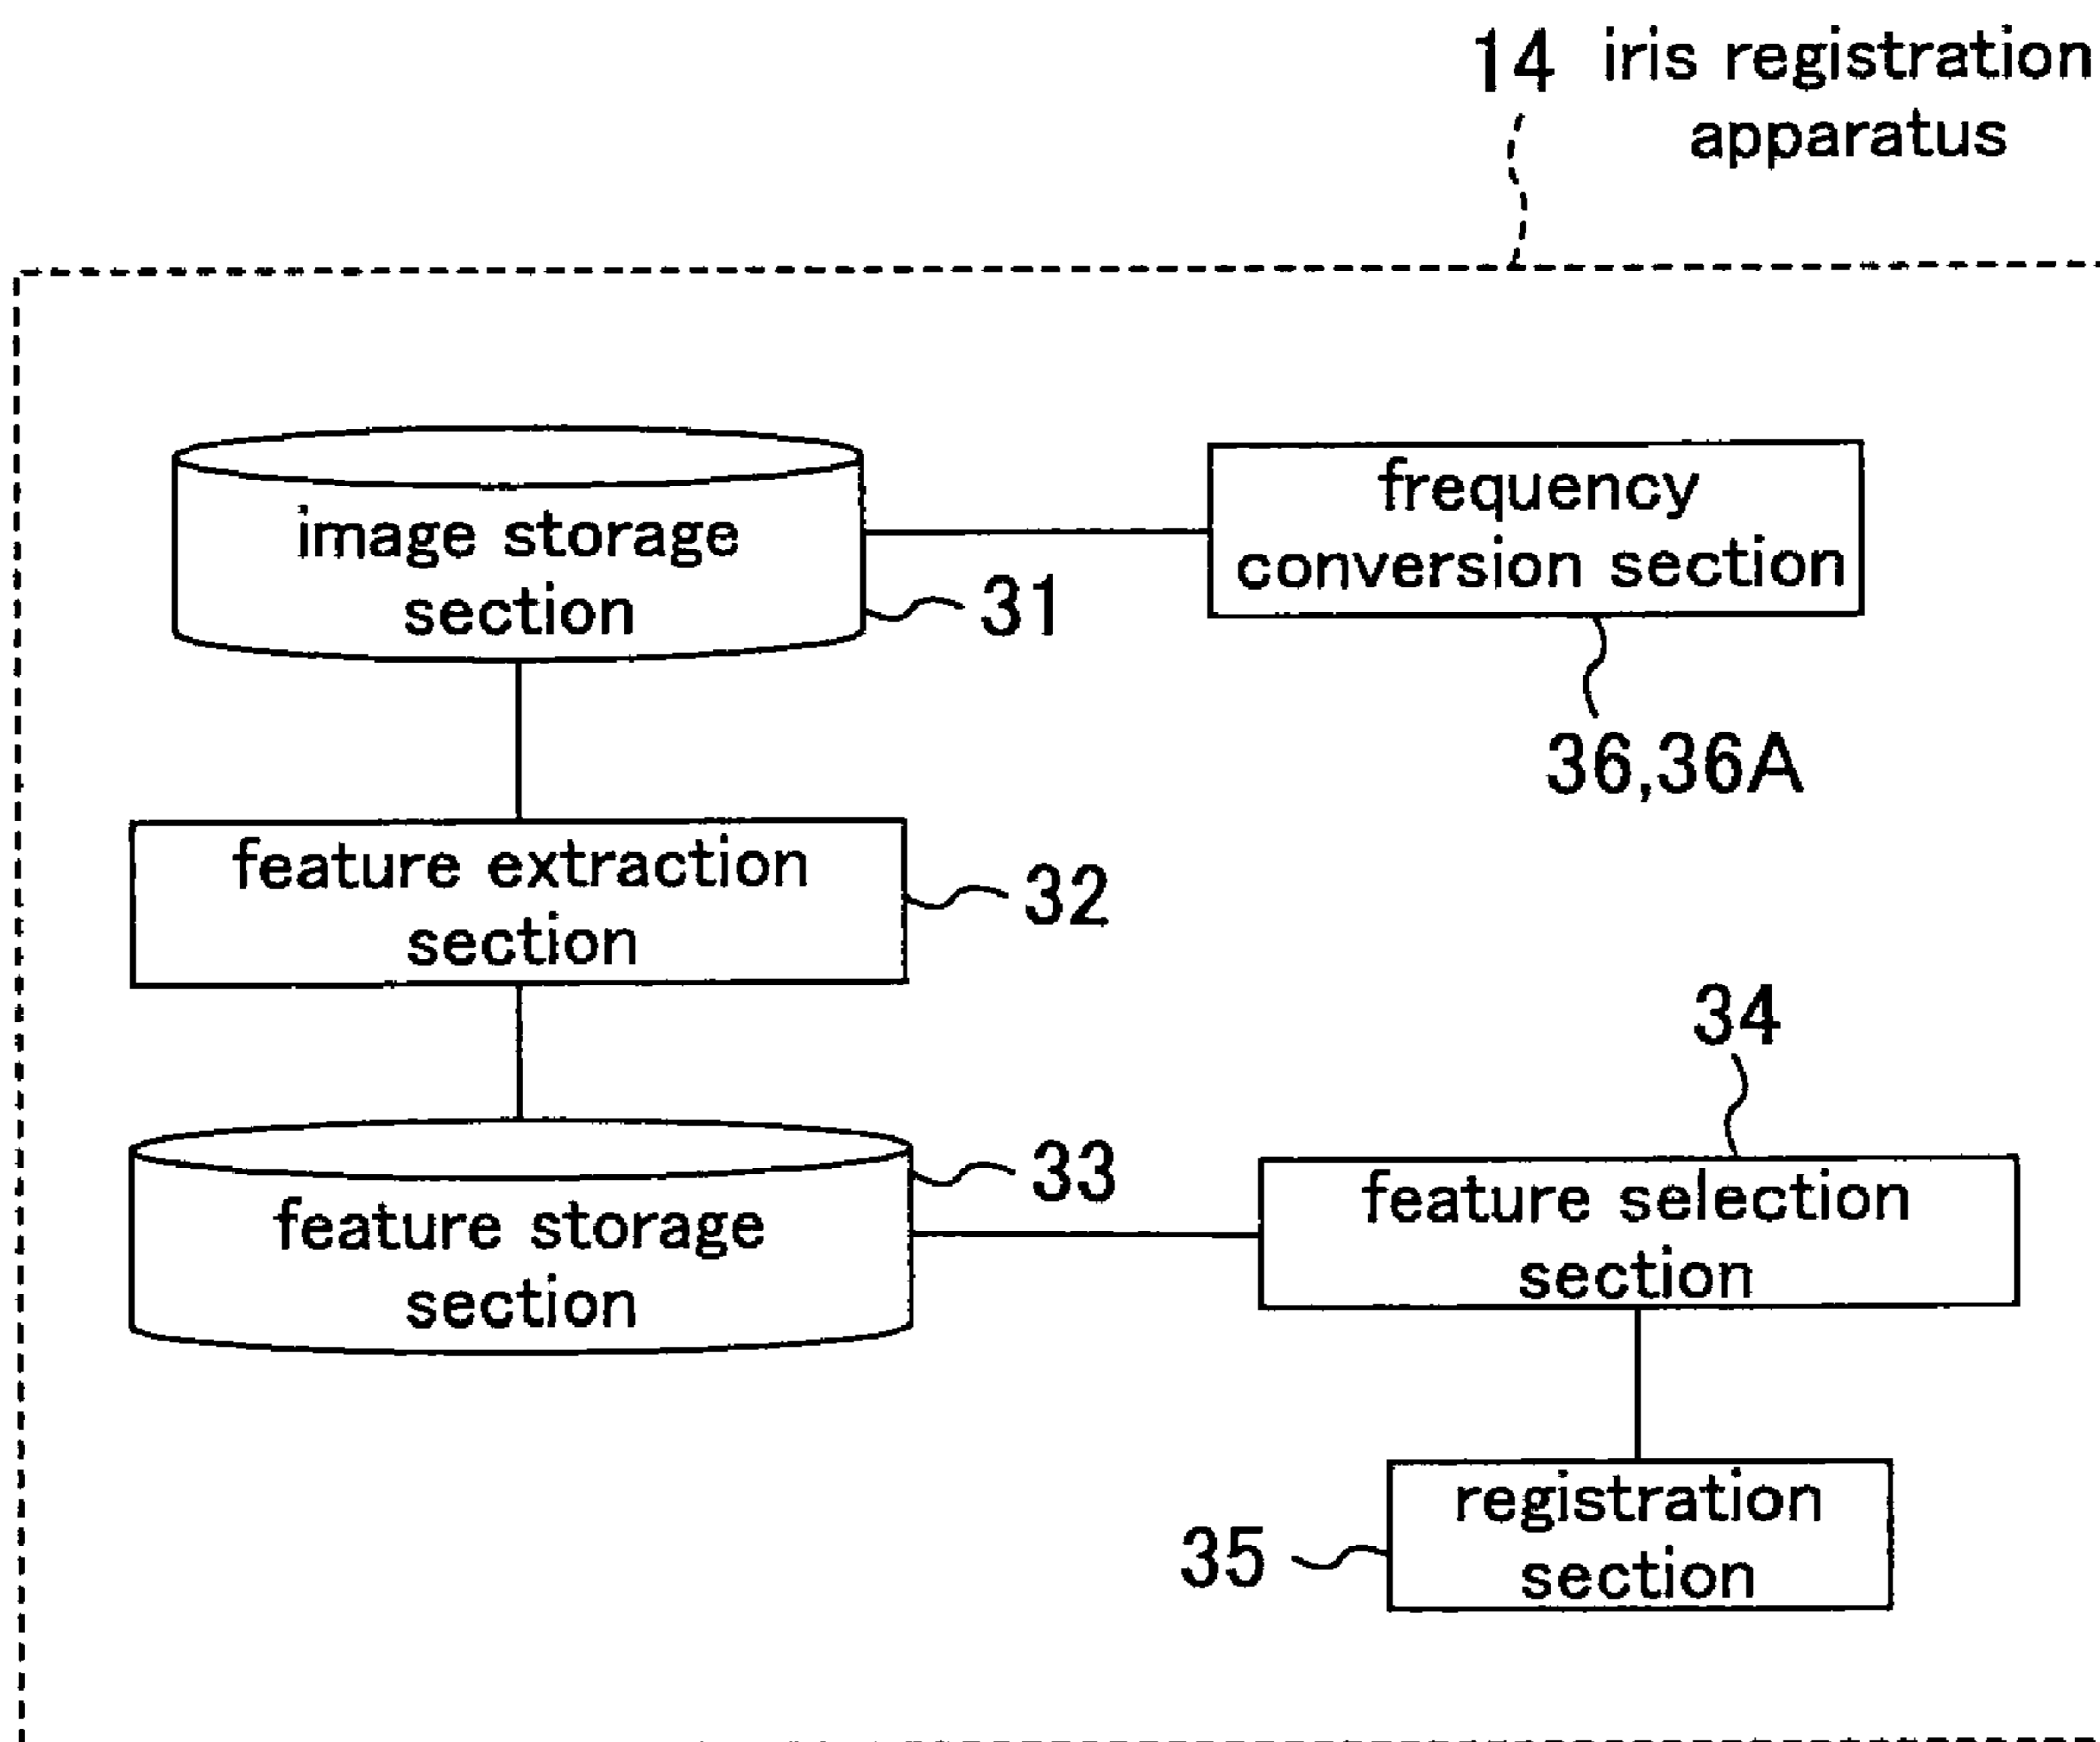 14 iris registration
apparatus
image storage
section
31
frequency
conversion section
36,36A
feature extraction
section
32
34
feature storage
section
33
feature selection
section
35
registration
section